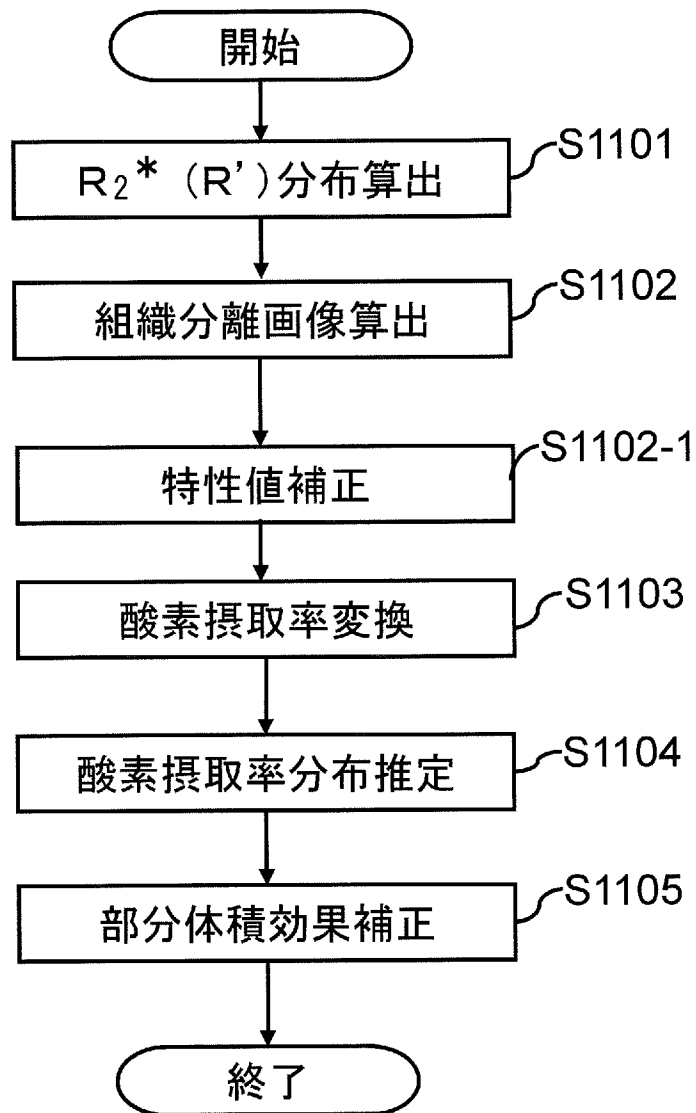 開始
S1101
R2* (R')分布算出
S1102
組織分離画像算出
S1102-1
特性値補正
S1103
酸素摂取率変換
S1104
酸素摂取率分布推定
S1105
部分体積効果補正
終了